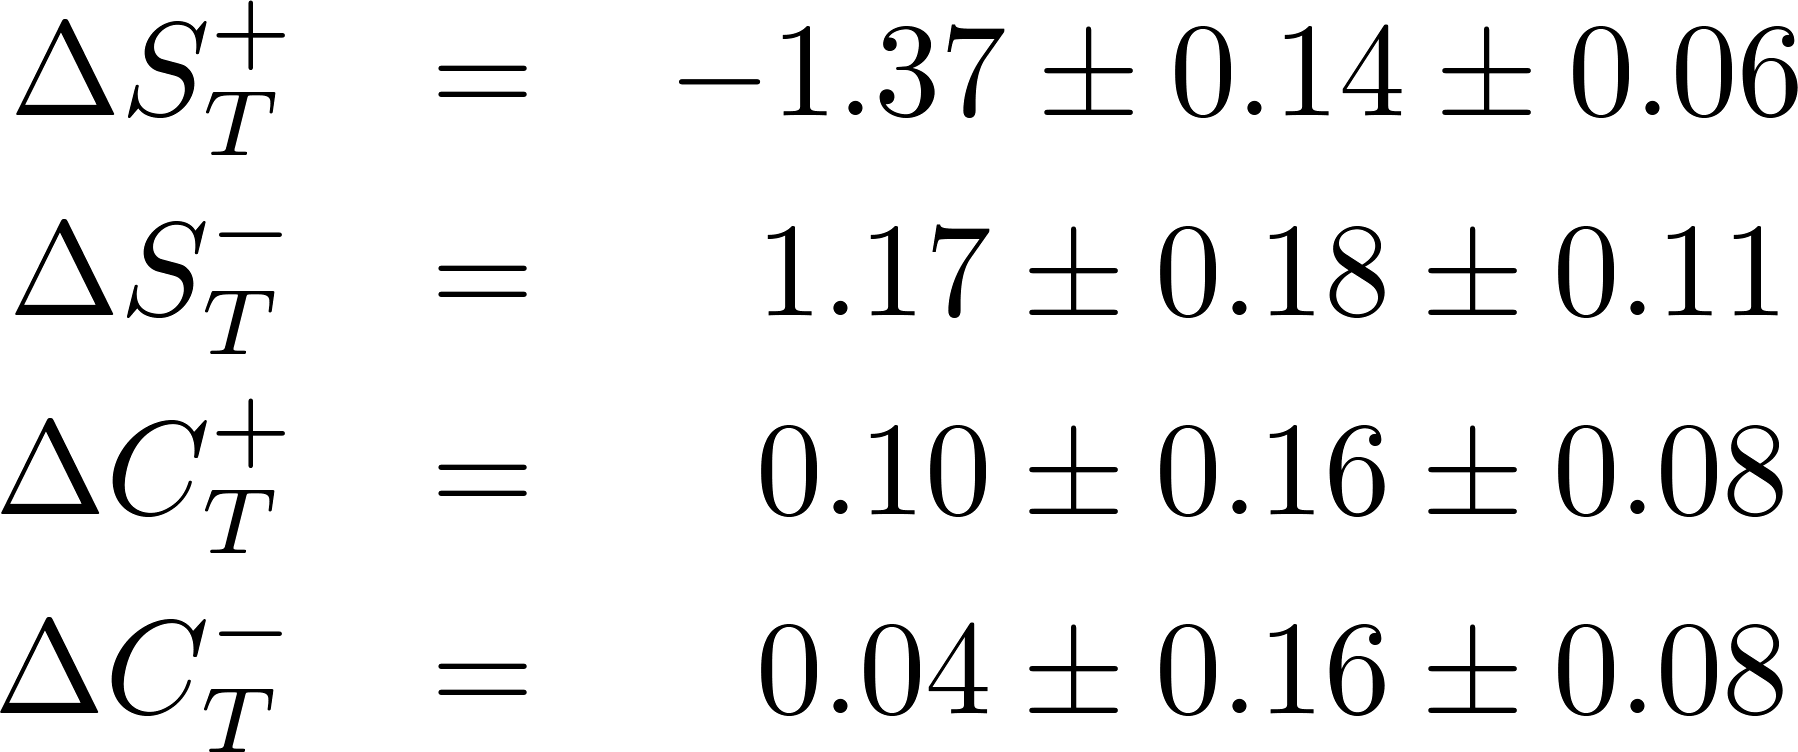 ΔS_T^+ = −1.37 ± 0.14 ± 0.06
ΔS_T^− = 1.17 ± 0.18 ± 0.11
ΔC_T^+ = 0.10 ± 0.16 ± 0.08
ΔC_T^− = 0.04 ± 0.16 ± 0.08